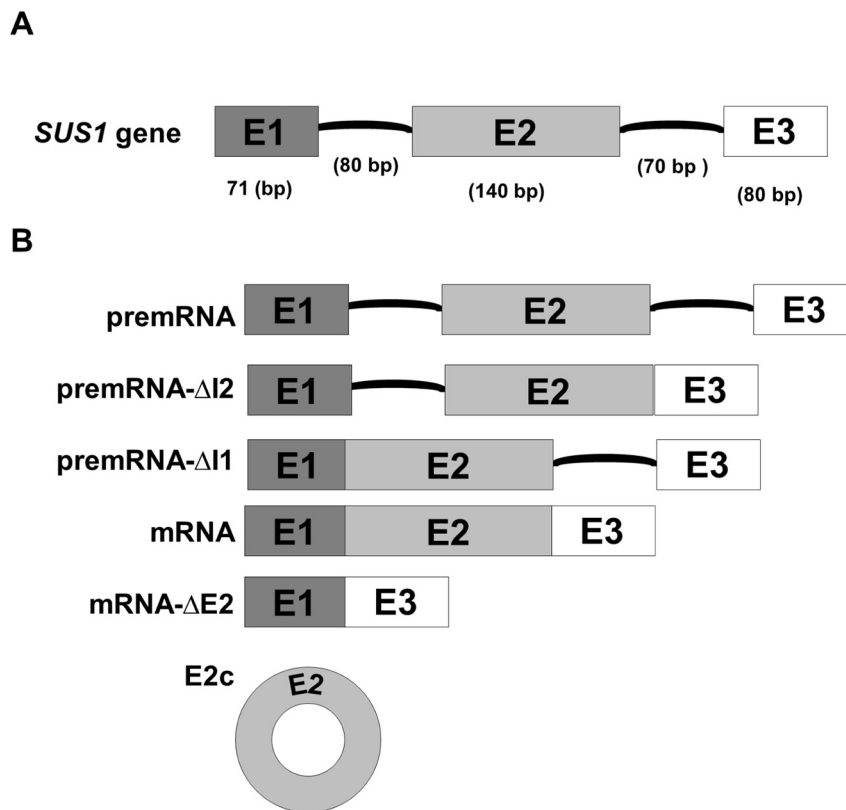 A
SUS1 gene E1 E2 E3
(80 bp) (70 bp )
71 (bp) (140 bp) (80 bp)
B
premRNA E1 E2 E3
premRNA-ΔI2 E1 E2 E3
premRNA-ΔI1 E1 E2 E3
mRNA E1 E2 E3
mRNA-ΔE2 E1 E3
E2c E2